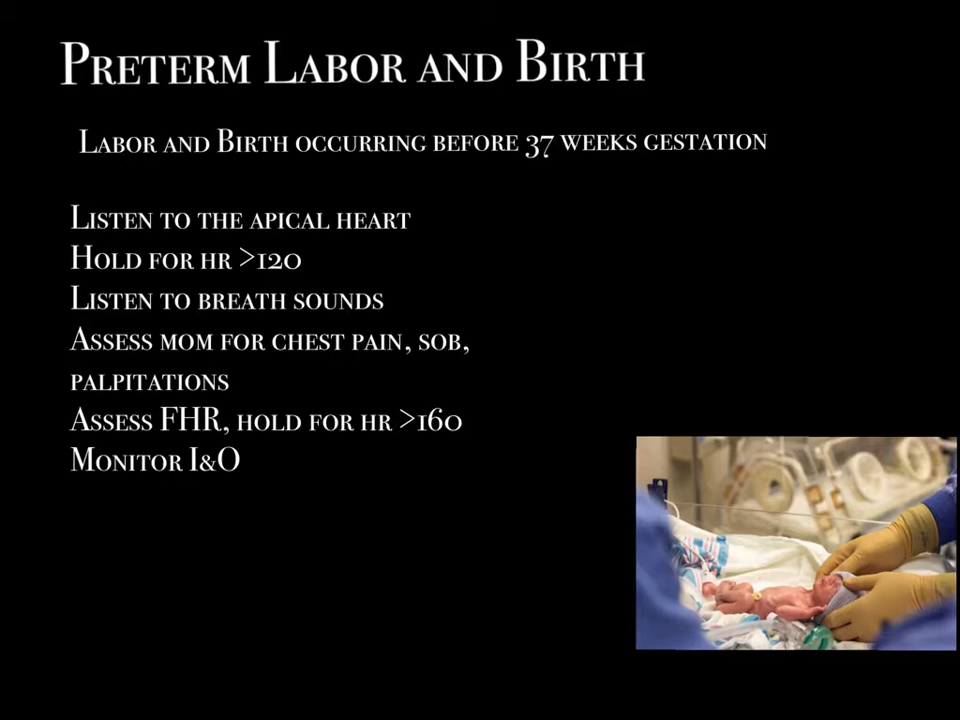 Preterm Labor and Birth
Labor and Birth occurring before 37 weeks gestation
Listen to the apical heart
Hold for hr >120
Listen to breath sounds
Assess mom for chest pain, sob,
palpitations
Assess FHR, hold for hr >160
Monitor I&O